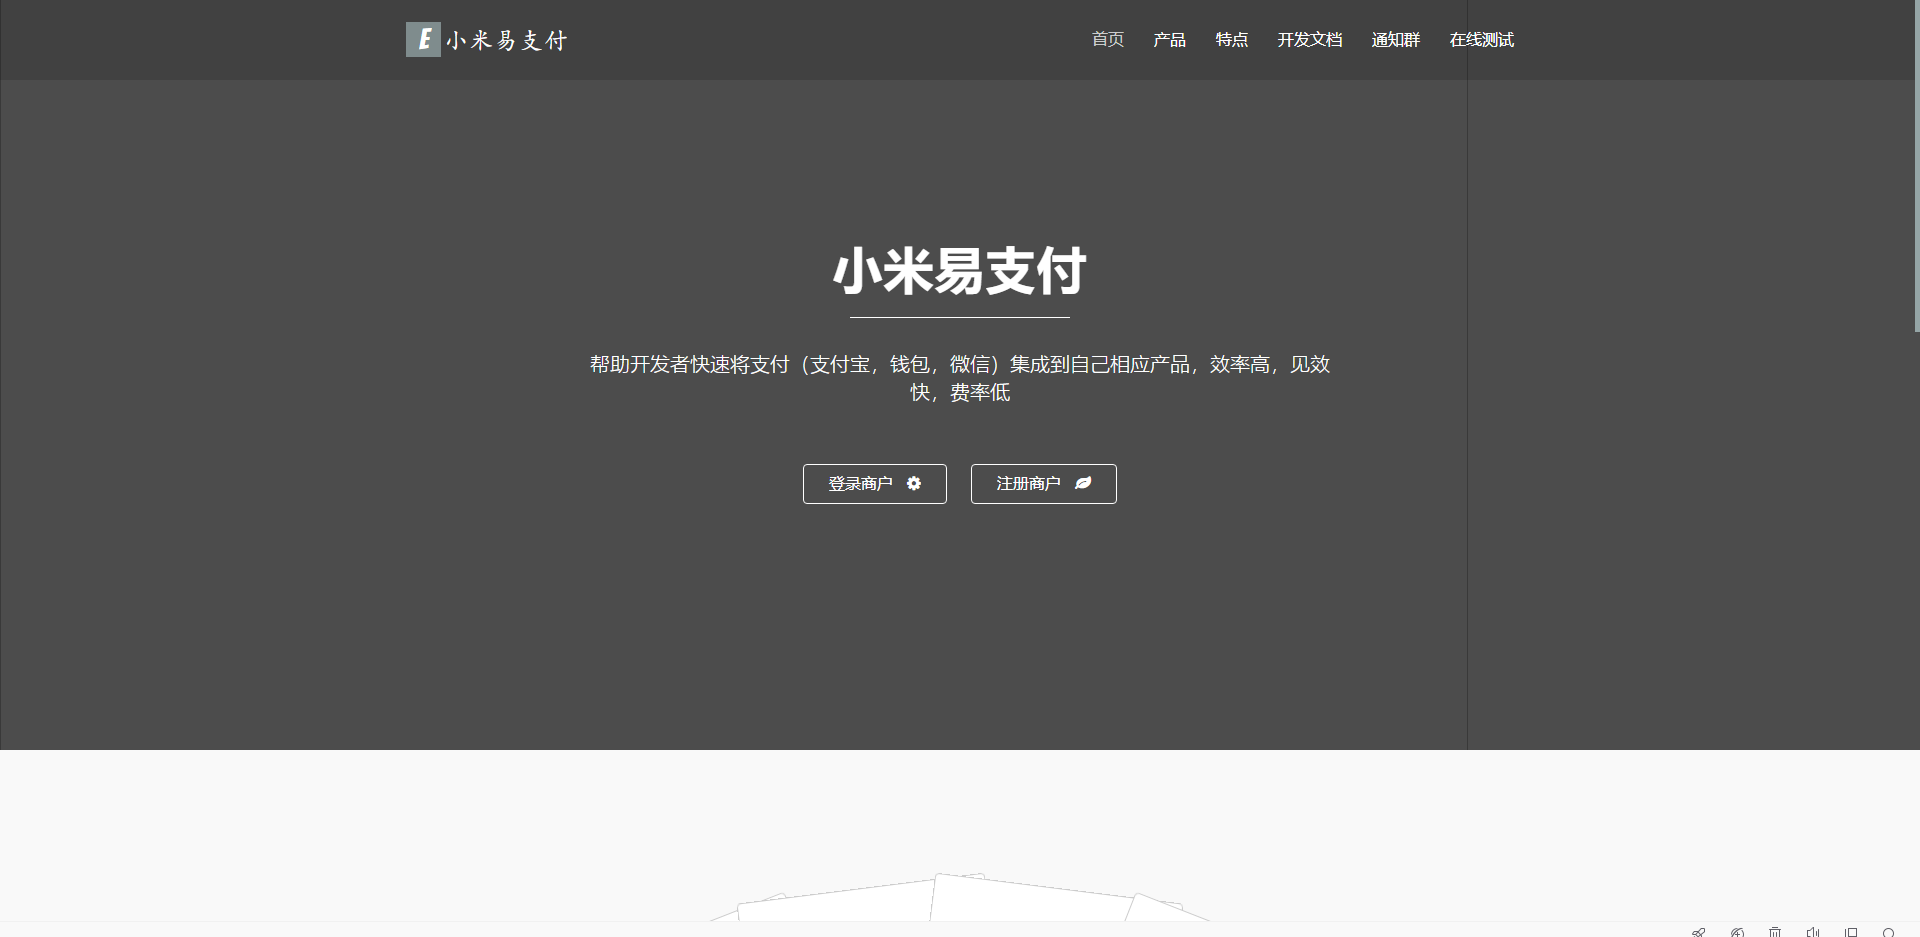 E 小米易支付
首页 产品 特点 开发文档 通知群 在线测试
小米易支付
帮助开发者快速将支付（支付宝，钱包，微信）集成到自己相应产品，效率高，见效
快，费率低
登录商户 注册商户